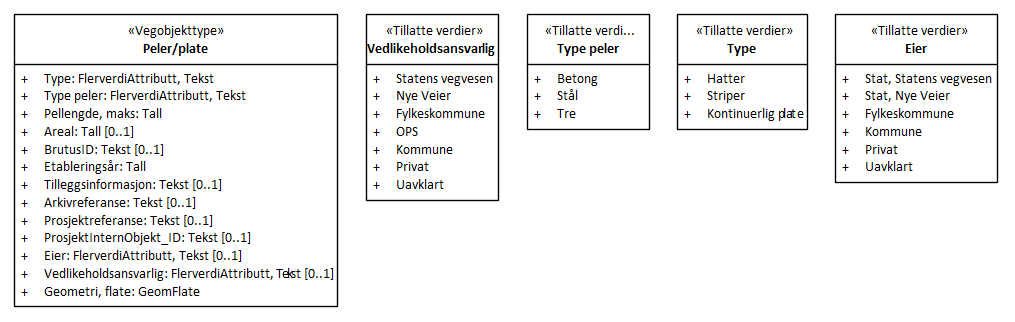 «Vegobjekttype»
Peler/plate
+ Type: FlerverdiAttributt, Tekst
+ Type peler: FlerverdiAttributt, Tekst
+ Pellengde, maks: Tall
+ Areal: Tall [0..1]
+ BrutusID: Tekst [0..1]
+ Etableringsår: Tall
+ Tilleggsinformasjon: Tekst [0..1]
+ Arkivreferanse: Tekst [0..1]
+ Prosjektreferanse: Tekst [0..1]
+ ProsjektInternObjekt_ID: Tekst [0..1]
+ Eier: FlerverdiAttributt, Tekst [0..1]
+ Vedlikeholdsansvarlig: FlerverdiAttributt, Tekst [0..1]
+ Geometri, flate: GeomFlate
«Tillatte verdier»
Vedlikeholdsansvarlig
+ Statens vegvesen
+ Nye Veier
+ Fylkeskommune
+ OPS
+ Kommune
+ Privat
+ Uavklart
«Tillatte verdi...
Type peler
+ Betong
+ Stål
+ Tre
«Tillatte verdier»
Type
+ Hatter
+ Striper
+ Kontinuerlig plate
«Tillatte verdier»
Eier
+ Stat, Statens vegvesen
+ Stat, Nye Veier
+ Fylkeskommune
+ Kommune
+ Privat
+ Uavklart